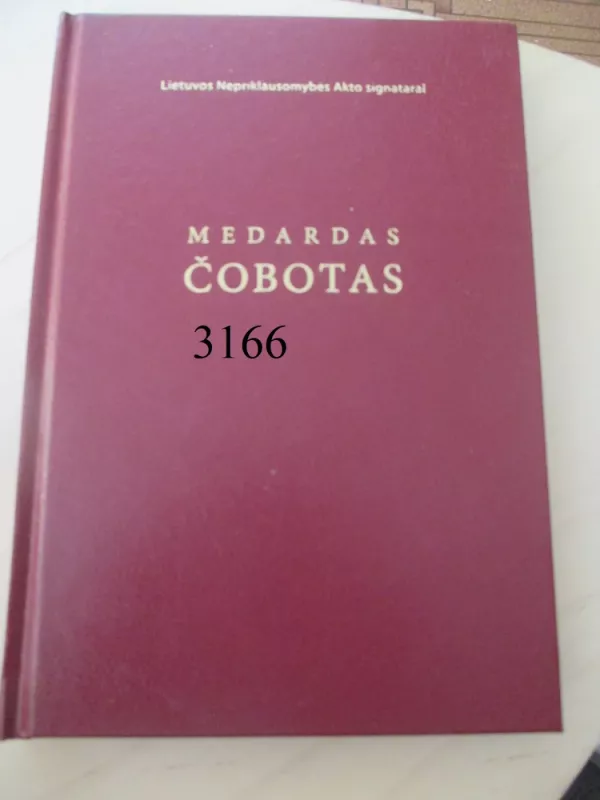 Lietuvos Nepriklausomybės Akto signatarai
MEDARDAS
ČOBOTAS
3166